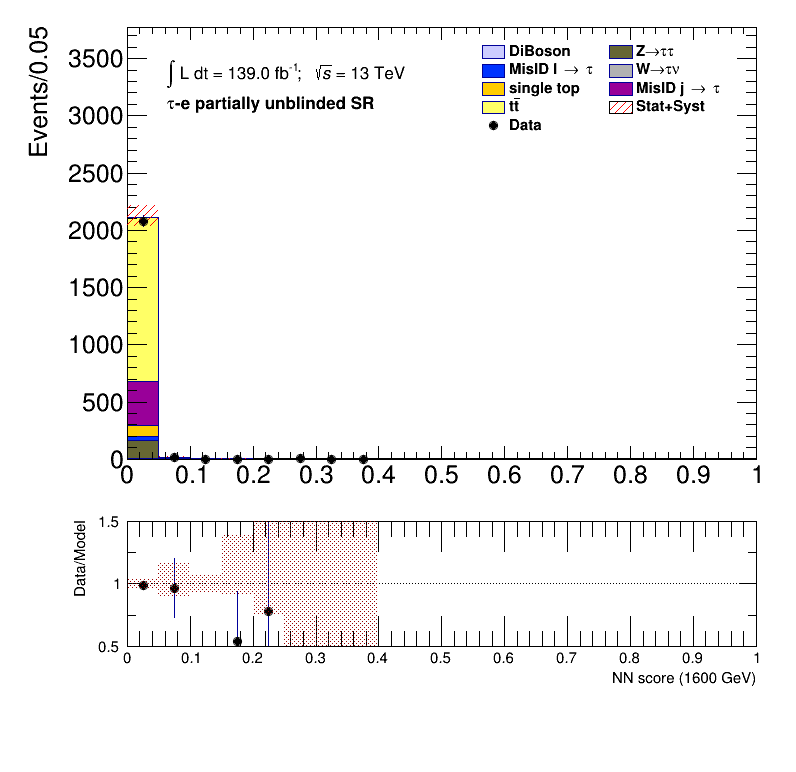 Events/0.05
3500
3000
2500
2000
1500
1000
500
0
∫ L dt = 139.0 fb⁻¹; √s = 13 TeV
τ-e partially unblinded SR
DiBoson
MisID l → τ
single top
tt̄
Data
Z→ττ
W→τν
MisID j → τ
Stat+Syst
0 0.1 0.2 0.3 0.4 0.5 0.6 0.7 0.8 0.9 1
Data/Model
1.5
1
0.5
0 0.1 0.2 0.3 0.4 0.5 0.6 0.7 0.8 0.9 1
NN score (1600 GeV)